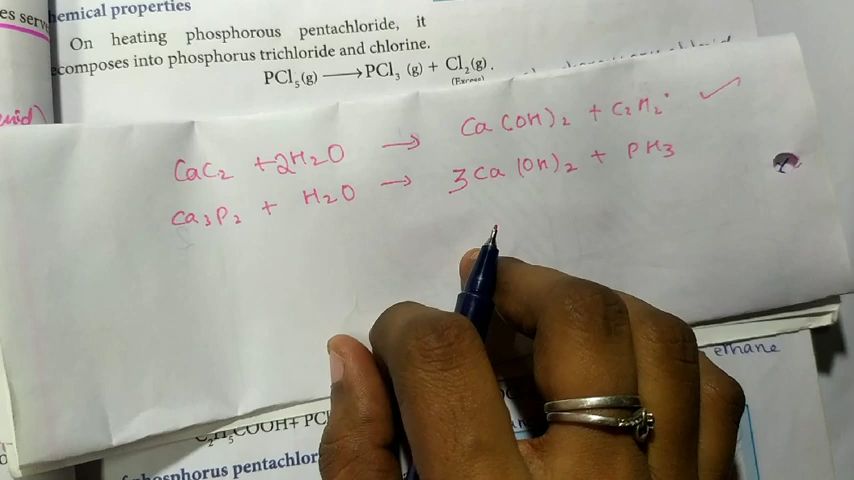 es serv
emical properties
On heating phosphorous pentachloride, it
ecomposes into phosphorus trichloride and chlorine.
PCl₅(g) ⟶ PCl₃ (g) + Cl₂(g).
(Excess)
CaC₂ + 2H₂O → Ca(OH)₂ + C₂H₂
Ca₃P₂ + H₂O → 3Ca(OH)₂ + PH₃
ethane
C₂H₅COOH + PCl
phosphorus pentachlor